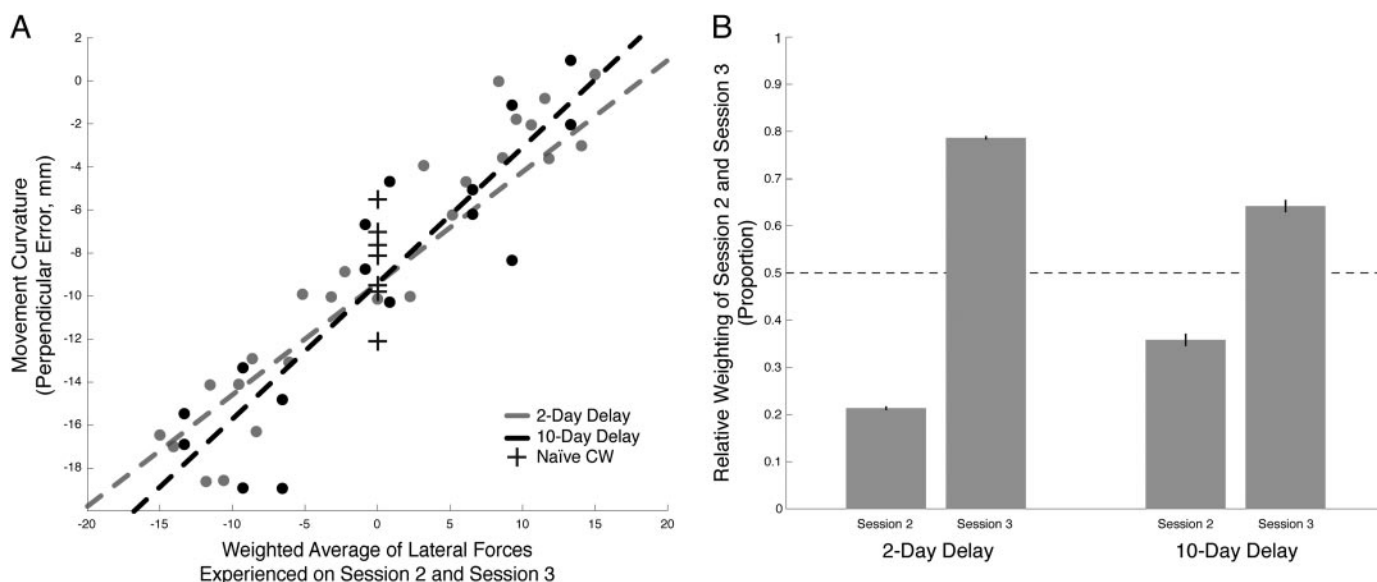 A
Movement Curvature
(Perpendicular Error, mm)
2
0
-2
-4
-6
-8
-10
-12
-14
-16
-18
-20
-15
-10
-5
0
5
10
15
20
2-Day Delay
10-Day Delay
Naïve CW
Weighted Average of Lateral Forces
Experienced on Session 2 and Session 3
B
Relative Weighting of Session 2 and Session 3
(Proportion)
1
0.9
0.8
0.7
0.6
0.5
0.4
0.3
0.2
0.1
0
Session 2
Session 3
Session 2
Session 3
2-Day Delay
10-Day Delay